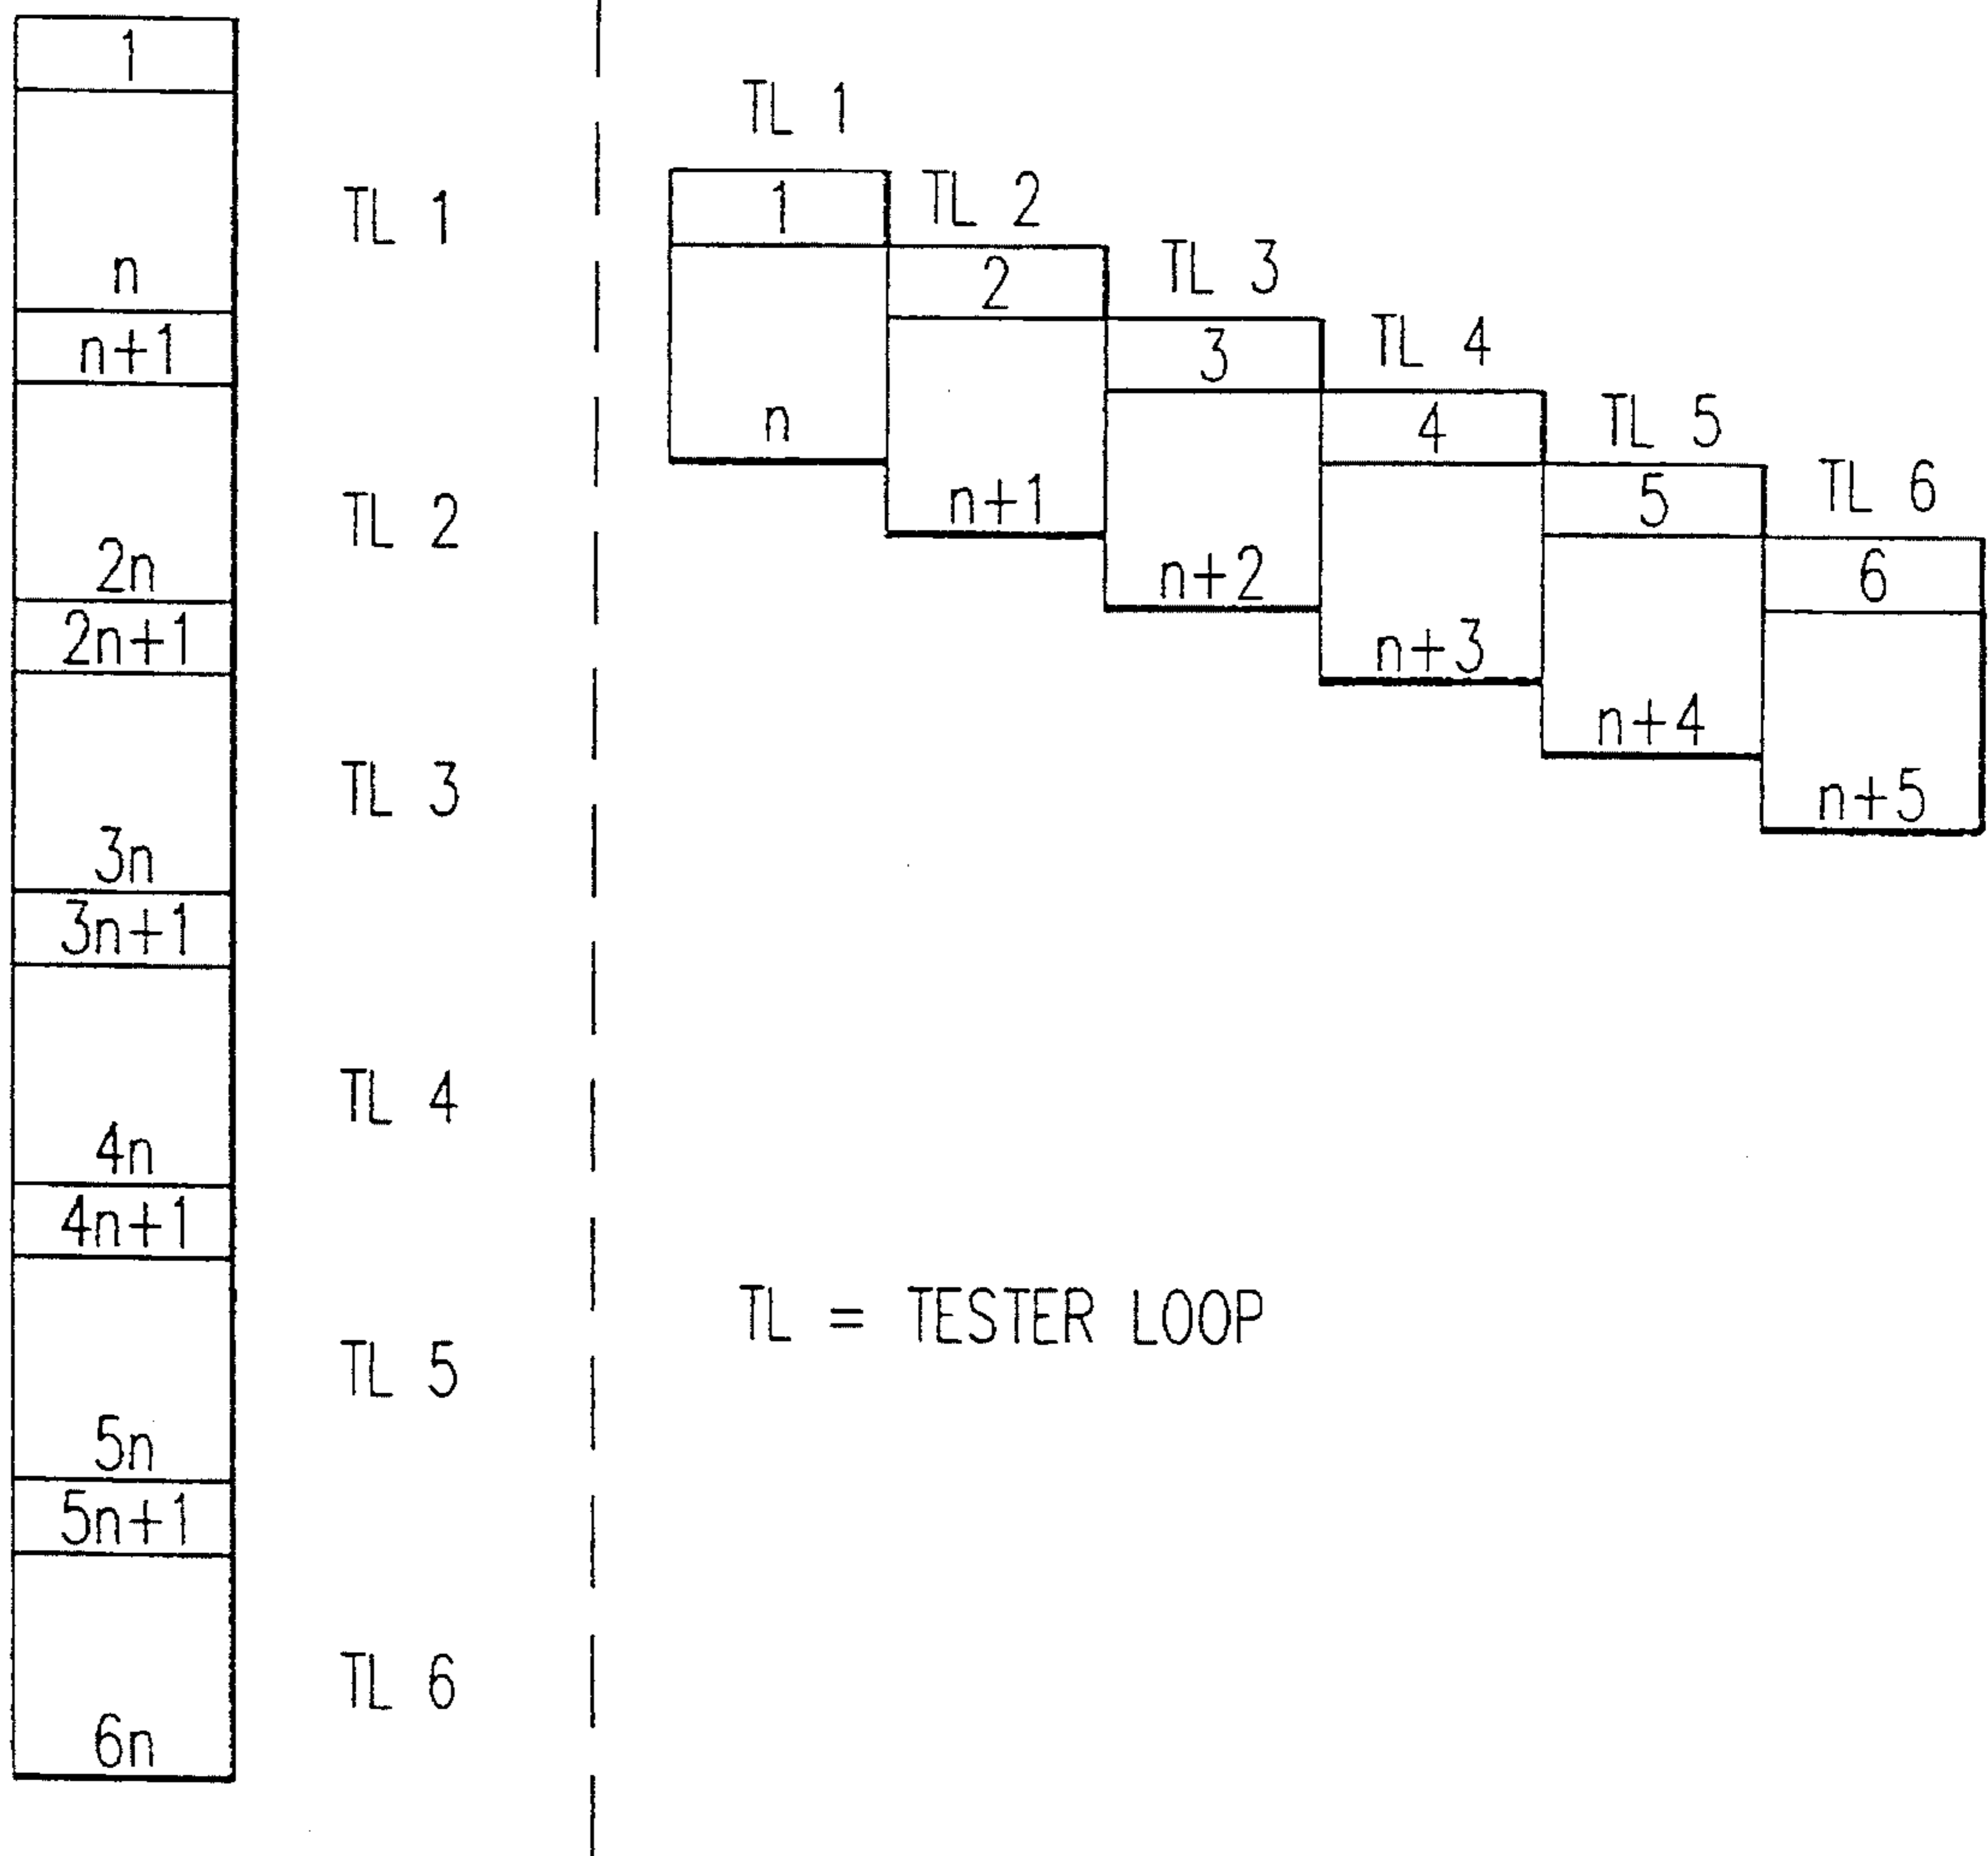 1
n
TL 1
n+1
2n
TL 2
2n+1
3n
TL 3
3n+1
4n
TL 4
4n+1
5n
TL 5
5n+1
6n
TL 6
TL 1
1
n
TL 2
2
n+1
TL 3
3
n+2
TL 4
4
n+3
TL 5
5
n+4
TL 6
6
n+5
TL = TESTER LOOP